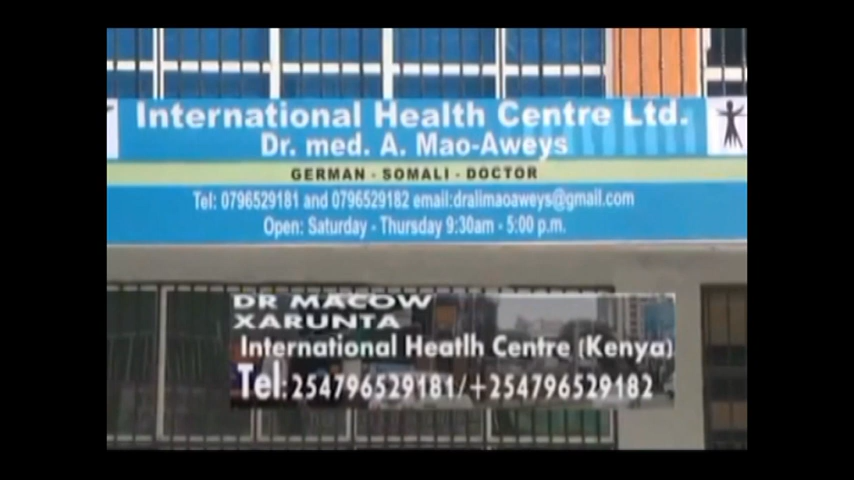 International Health Centre Ltd.
Dr. med. A. Mao-Aweys
GERMAN - SOMALI - DOCTOR
Tel: 0796529181 and 0796529182 email:dralimaoaweys@gmail.com
Open: Saturday - Thursday 9:30am - 5:00 p.m.
DR MACOW
XARUNTA
International Heatlh Centre (Kenya)
Tel:254796529181/+254796529182